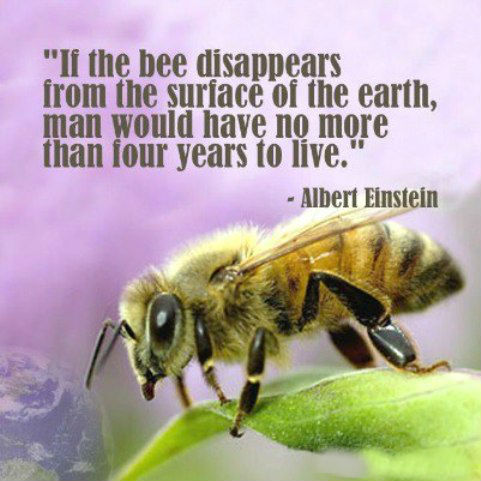 "If the bee disappears
from the surface of the earth,
man would have no more
than four years to live."
- Albert Einstein